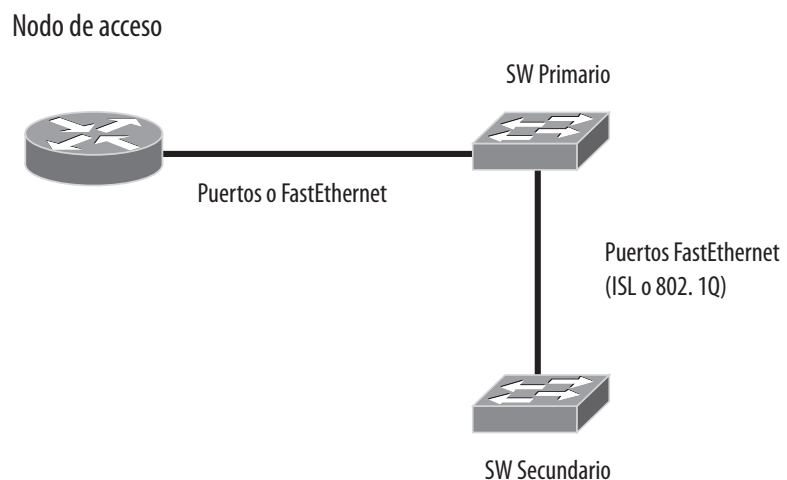 Nodo de acceso
SW Primario
Puertos o FastEthernet
Puertos FastEthernet
(ISL o 802. 1Q)
SW Secundario